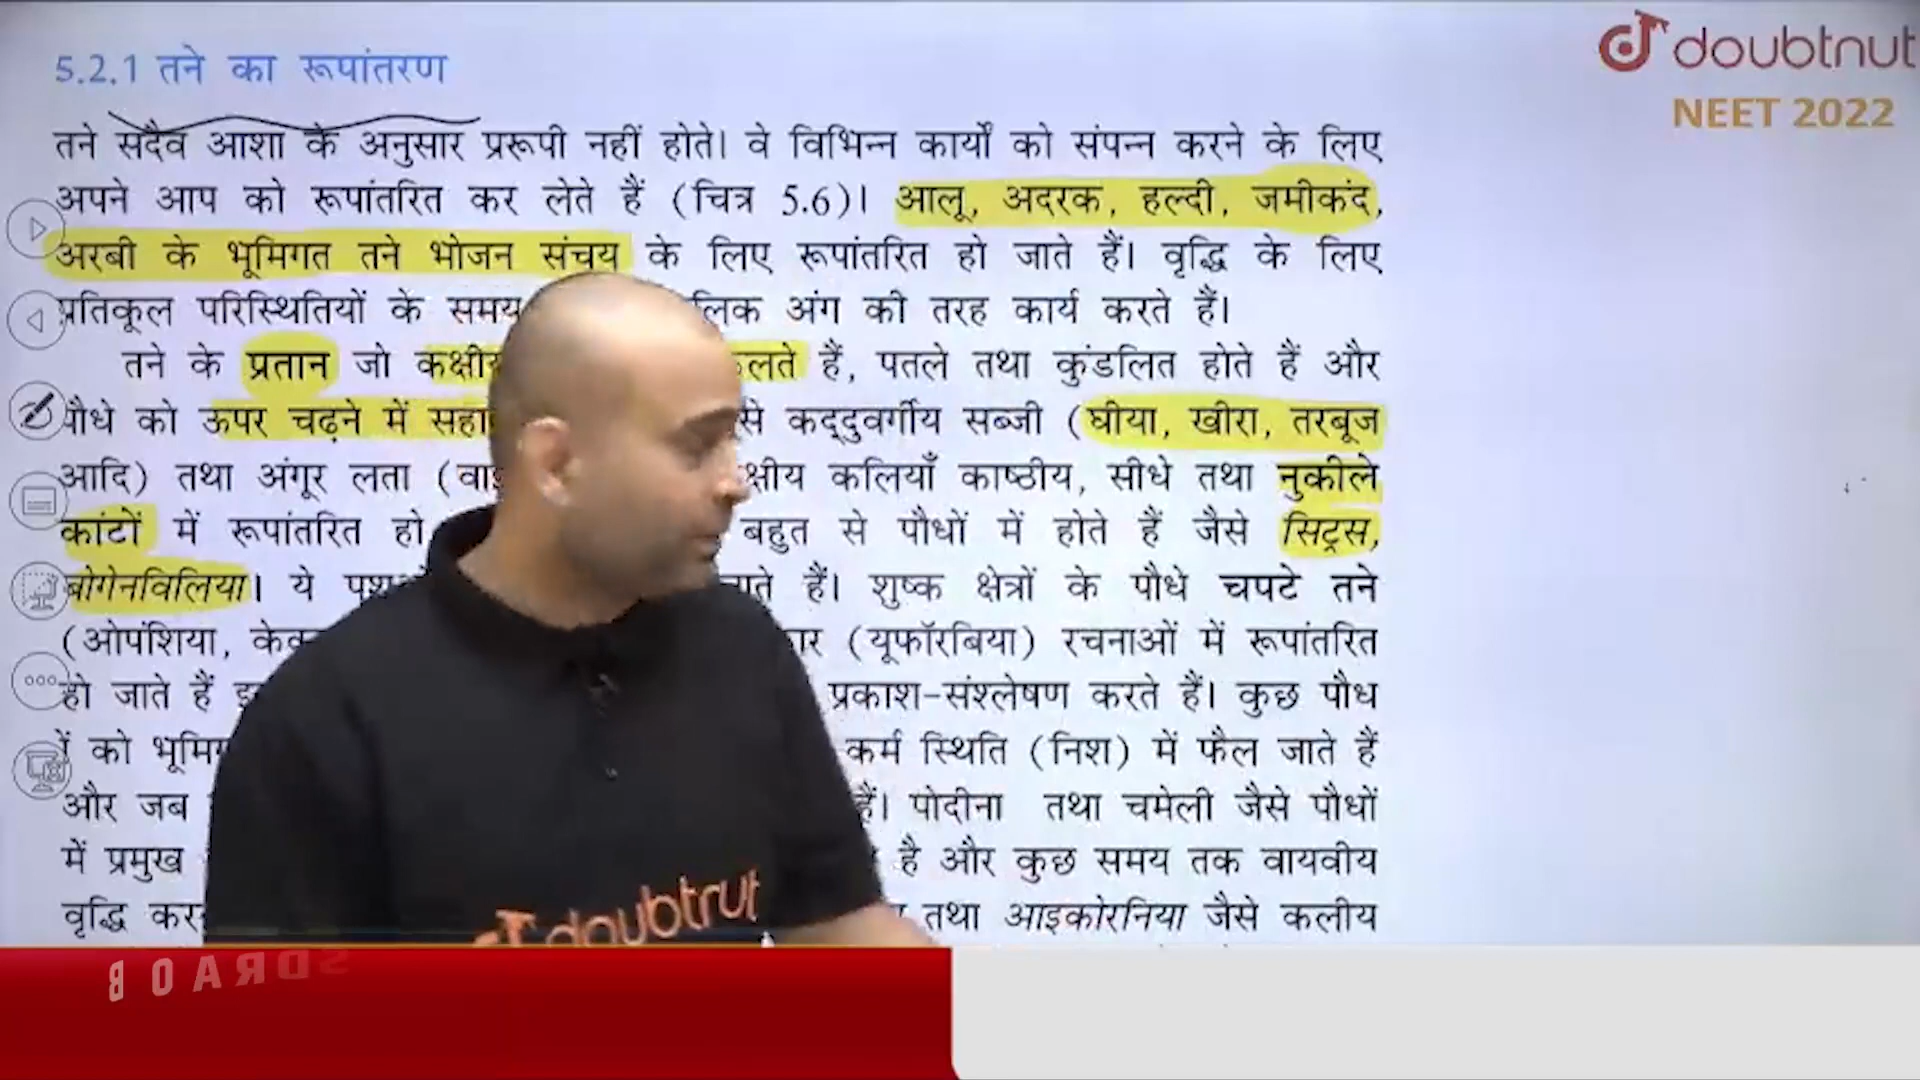 5.2.1 तने का रूपांतरण
doubtnut
NEET 2022
तने सदैव आशा के अनुसार प्ररूपी नहीं होते। वे विभिन्न कार्यों को संपन्न करने के लिए
अपने आप को रूपांतरित कर लेते हैं (चित्र 5.6)। आलू, अदरक, हल्दी, जमीकंद,
अरबी के भूमिगत तने भोजन संचय के लिए रूपांतरित हो जाते हैं। वृद्धि के लिए
प्रतिकूल परिस्थितियों के समय अंग की तरह कार्य करते हैं।
तने के प्रतान जो हैं, पतले तथा कुंडलित होते हैं और
पौधे को ऊपर चढ़ने में कद्दुवर्गीय सब्जी (घीया, खीरा, तरबूज
आदि) तथा अंगूर लता कलियाँ काष्ठीय, सीधे तथा नुकीले
कांटों में रूपांतरित हो बहुत से पौधों में होते हैं जैसे सिट्रस,
बोगेनविलिया। ये हैं। शुष्क क्षेत्रों के पौधे चपटे तने
(ओपंशिया, (यूफॉरबिया) रचनाओं में रूपांतरित
हो जाते हैं प्रकाश-संश्लेषण करते हैं। कुछ पौध
ों को कर्म स्थिति (निश) में फैल जाते हैं
और जब हैं। पोदीना तथा चमेली जैसे पौधों
में प्रमुख है और कुछ समय तक वायवीय
वृद्धि तथा आइकोरनिया जैसे कलीय
doubtnut
BOARDS